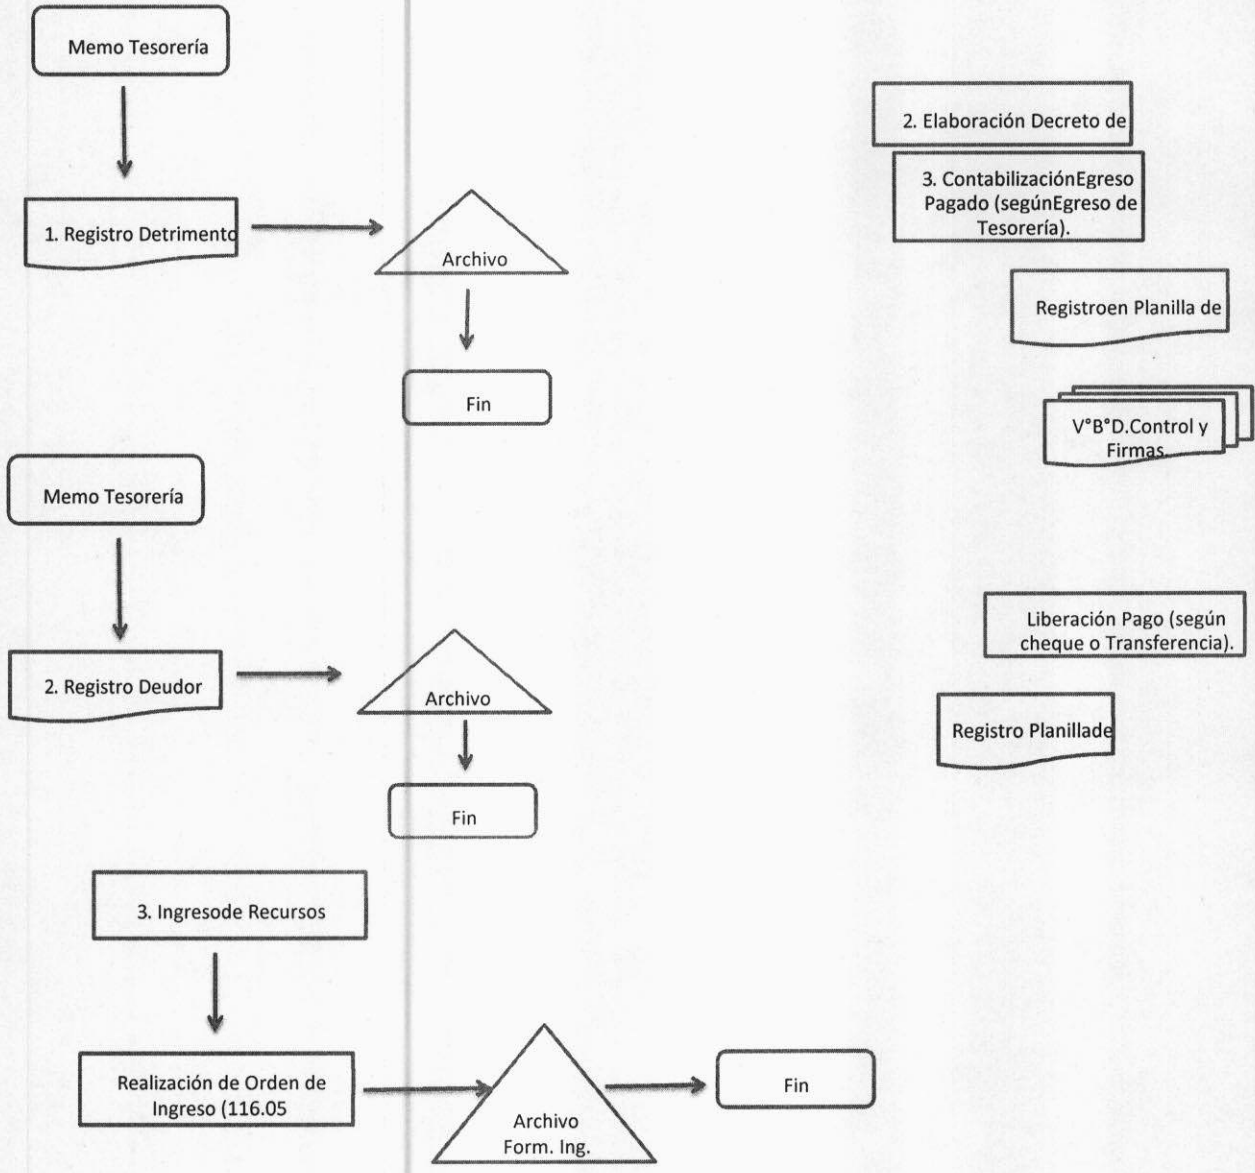 Memo Tesorería
1. Registro Detrimento
Archivo
Fin
Memo Tesorería
2. Registro Deudor
Archivo
Fin
3. Ingresode Recursos
Realización de Orden de
Ingreso (116.05
Archivo
Form. Ing.
Fin
2. Elaboración Decreto de
3. ContabilizaciónEgreso
Pagado (segúnEgreso de
Tesorería).
Registroen Planilla de
V°B°D.Control y
Firmas.
Liberación Pago (según
cheque o Transferencia).
Registro Planillade